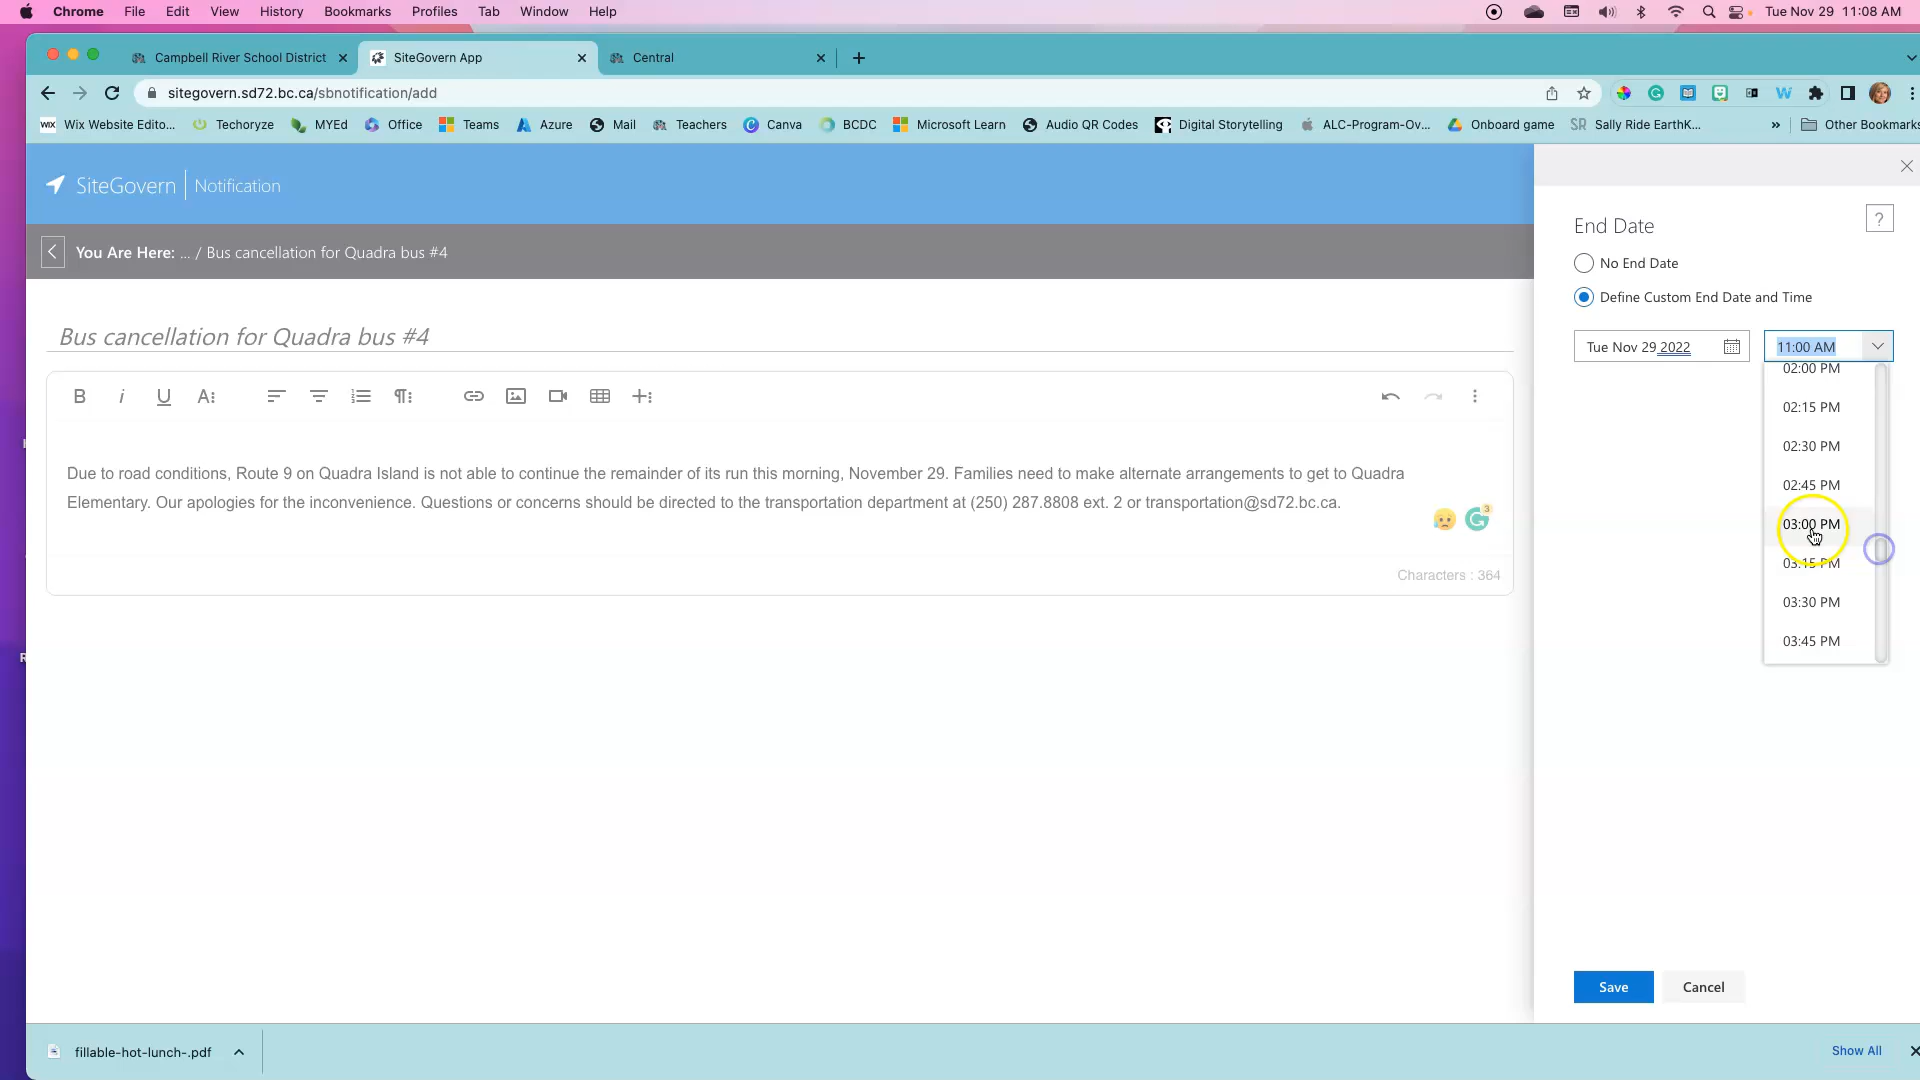 Chrome File Edit View History Bookmarks Profiles Tab Window Help Tue Nov 29 11:08 AM
Campbell River School District SiteGovern App Central
sitegovern.sd72.bc.ca/sbnotification/add
WIX Wix Website Edito... Techoryze MYEd Office Teams Azure Mail Teachers Canva BCDC Microsoft Learn Audio QR Codes Digital Storytelling ALC-Program-Ov... Onboard game SR Sally Ride EarthK... » Other Bookmarks
SiteGovern | Notification
You Are Here: ... / Bus cancellation for Quadra bus #4
Bus cancellation for Quadra bus #4
Due to road conditions, Route 9 on Quadra Island is not able to continue the remainder of its run this morning, November 29. Families need to make alternate arrangements to get to Quadra
Elementary. Our apologies for the inconvenience. Questions or concerns should be directed to the transportation department at (250) 287.8808 ext. 2 or transportation@sd72.bc.ca.
3
Characters : 364
End Date
?
No End Date
Define Custom End Date and Time
Tue Nov 29 2022 11:00 AM
02:00 PM
02:15 PM
02:30 PM
02:45 PM
03:00 PM
03:15 PM
03:30 PM
03:45 PM
Save Cancel
fillable-hot-lunch-.pdf Show All